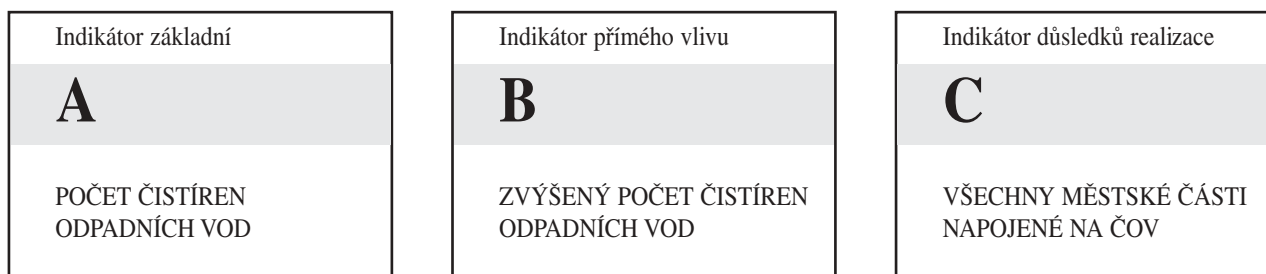 Indikátor základní
A
POČET ČISTÍREN
ODPADNÍCH VOD
Indikátor přímého vlivu
B
ZVÝŠENÝ POČET ČISTÍREN
ODPADNÍCH VOD
Indikátor důsledků realizace
C
VŠECHNY MĚSTSKÉ ČÁSTI
NAPOJENÉ NA ČOV